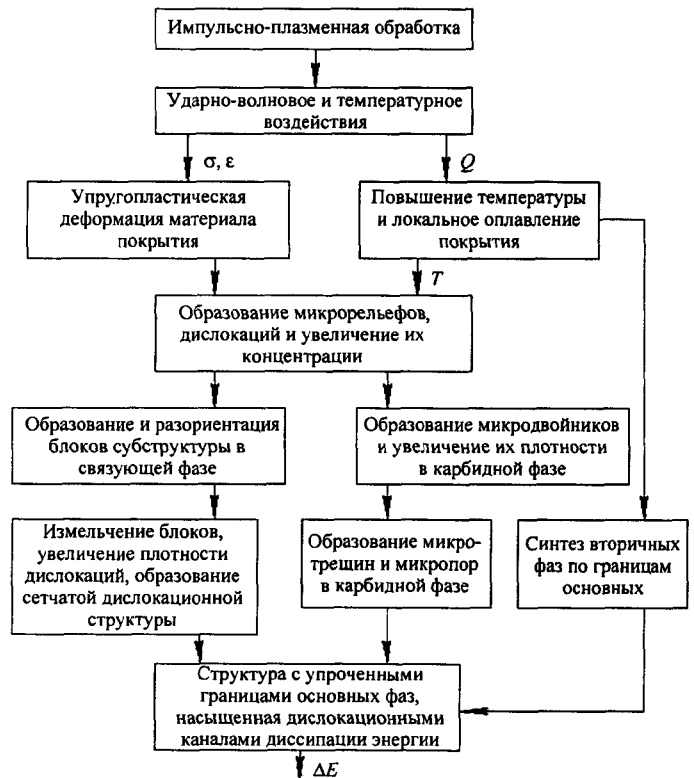 Импульсно-плазменная обработка
Ударно-волновое и температурное
воздействия
σ, ε
Q
Упругопластическая
деформация материала
покрытия
Повышение температуры
и локальное оплавление
покрытия
T
Образование микрорельефов,
дислокаций и увеличение их
концентрации
Образование и разориентация
блоков субструктуры в
связующей фазе
Образование микродвойников
и увеличение их плотности
в карбидной фазе
Измельчение блоков,
увеличение плотности
дислокаций, образование
сетчатой дислокационной
структуры
Образование микро-
трещин и микропор
в карбидной фазе
Синтез вторичных
фаз по границам
основных
Структура с упроченными
границами основных фаз,
насыщенная дислокационными
каналами диссипации энергии
ΔE